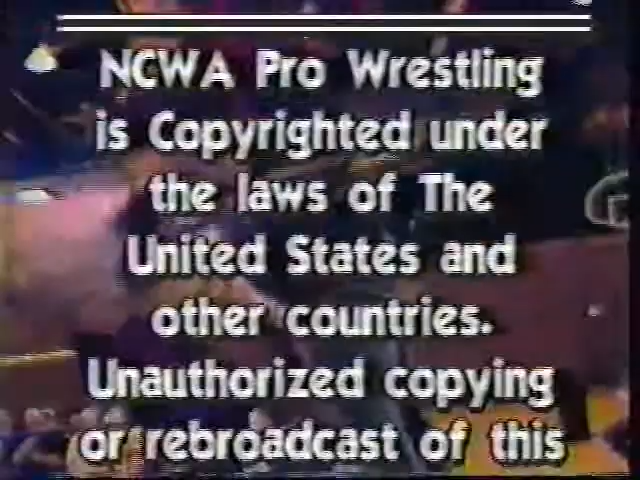 NCWA Pro Wrestling
is Copyrighted under
the laws of The
United States and
other countries.
Unauthorized copying
or rebroadcast of this